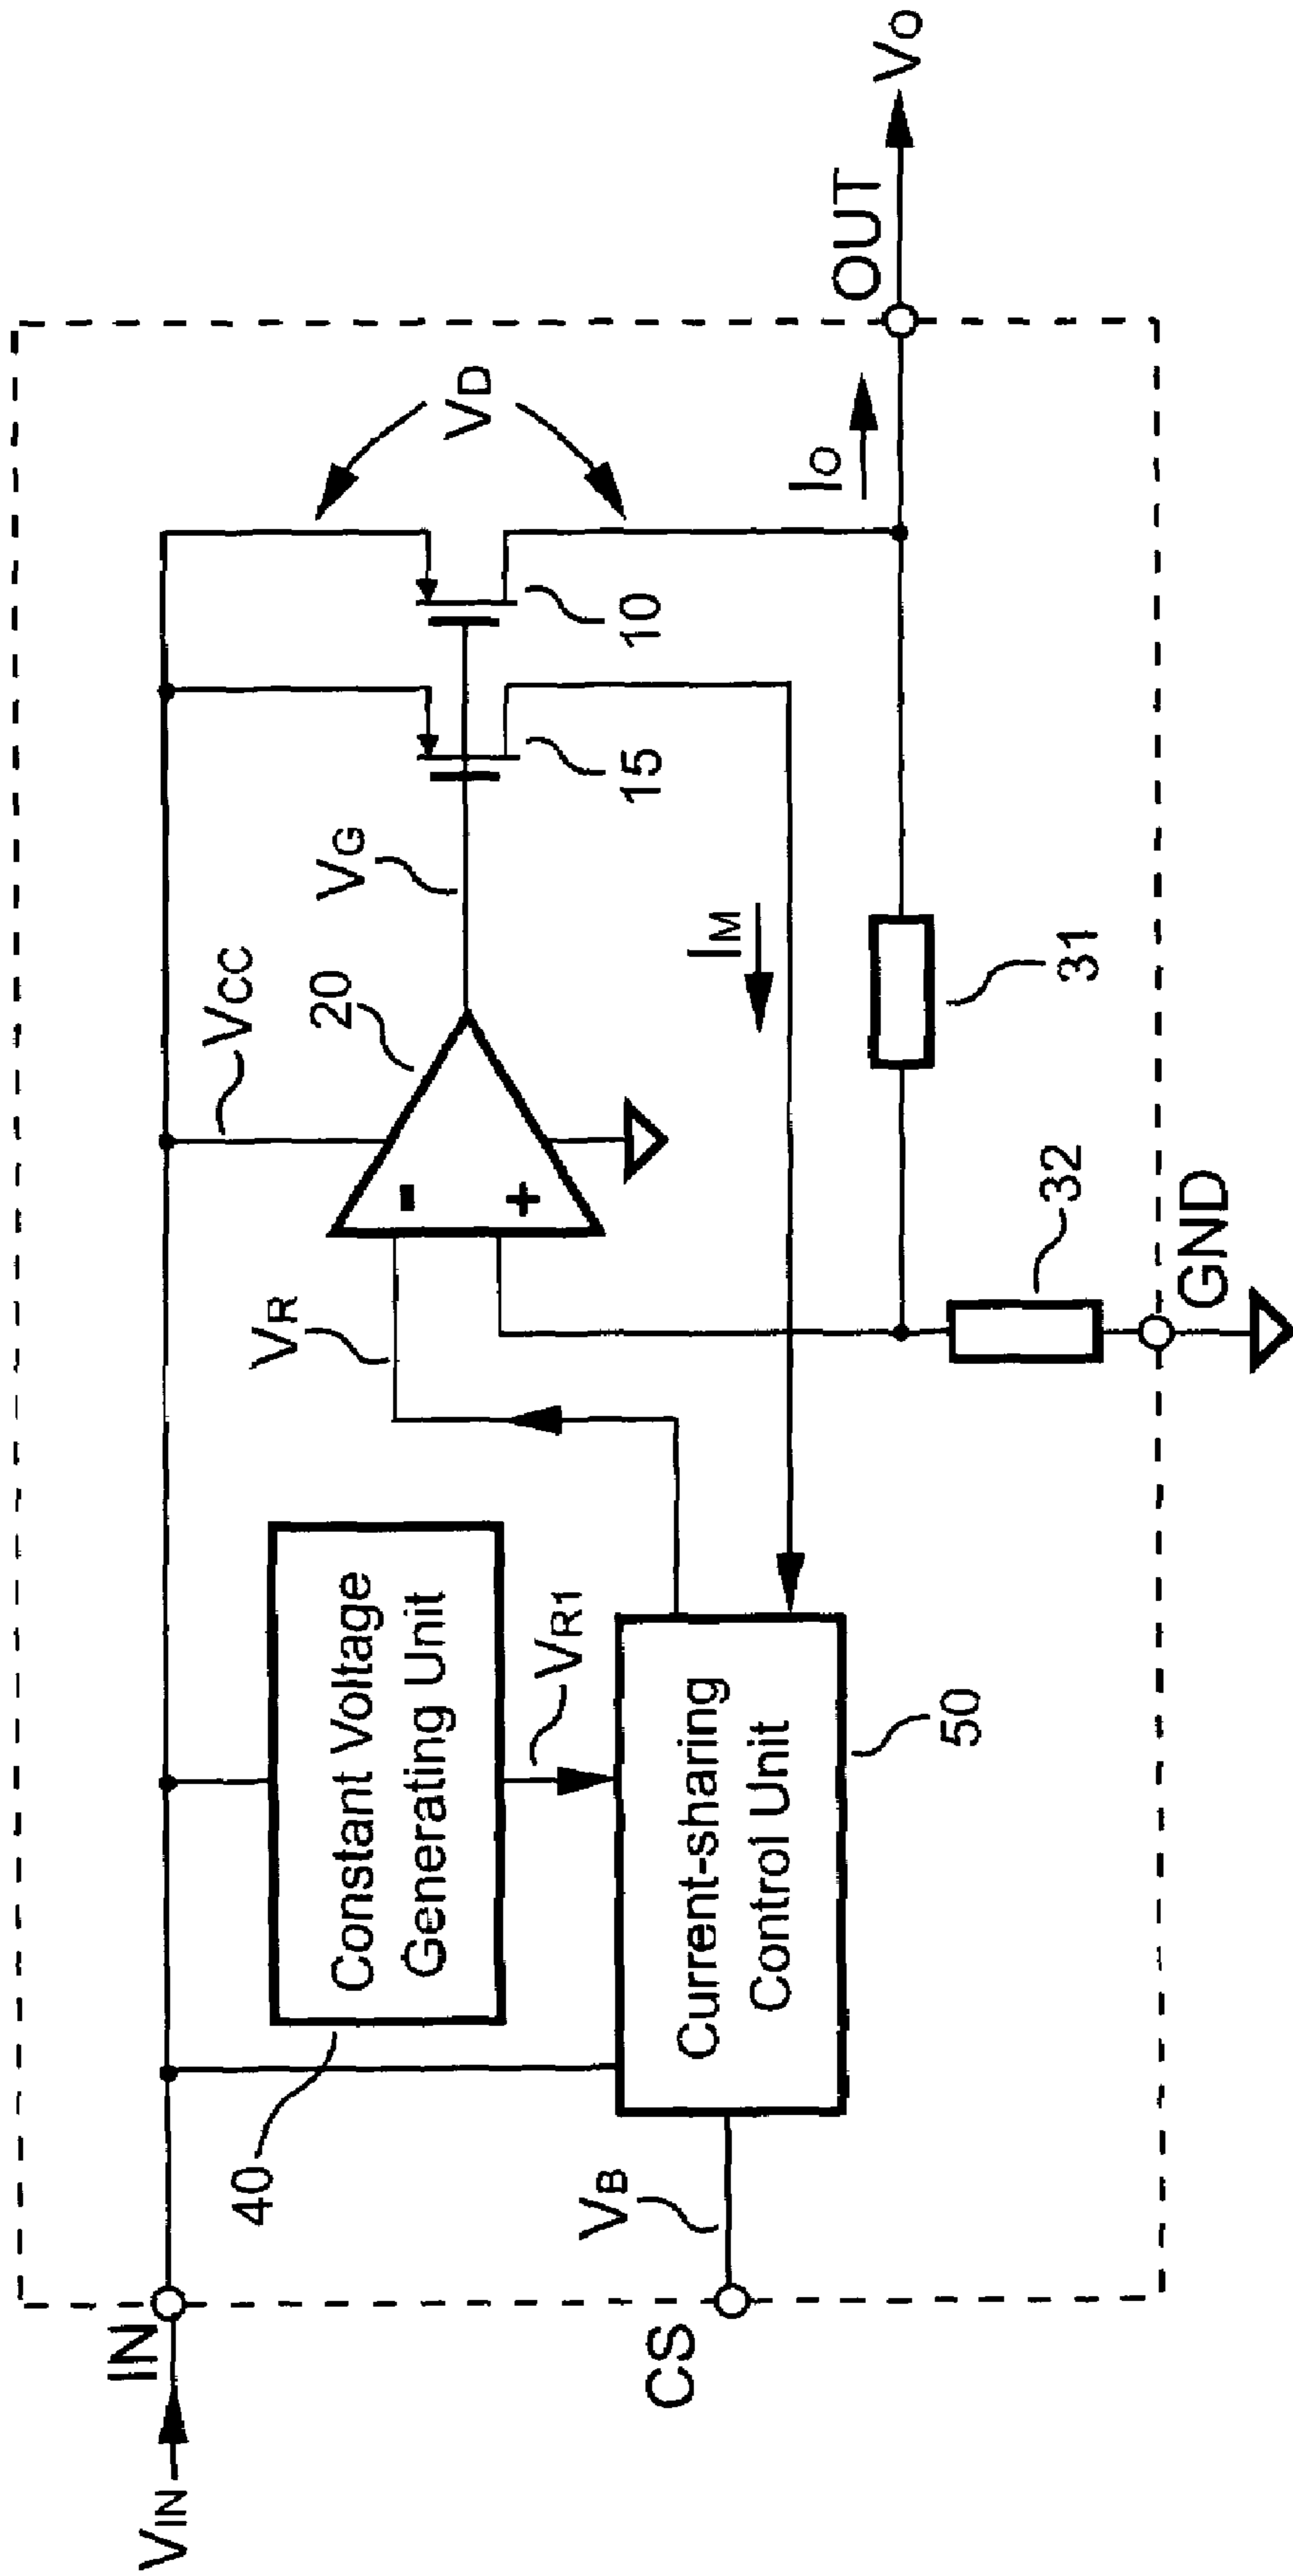 VIN
IN
VCC
VD
40
Constant Voltage
Generating Unit
VR
20
VG
-
+
15
10
VR1
VB
CS
Current-sharing
Control Unit
50
IM
IO
OUT
VO
31
32
GND